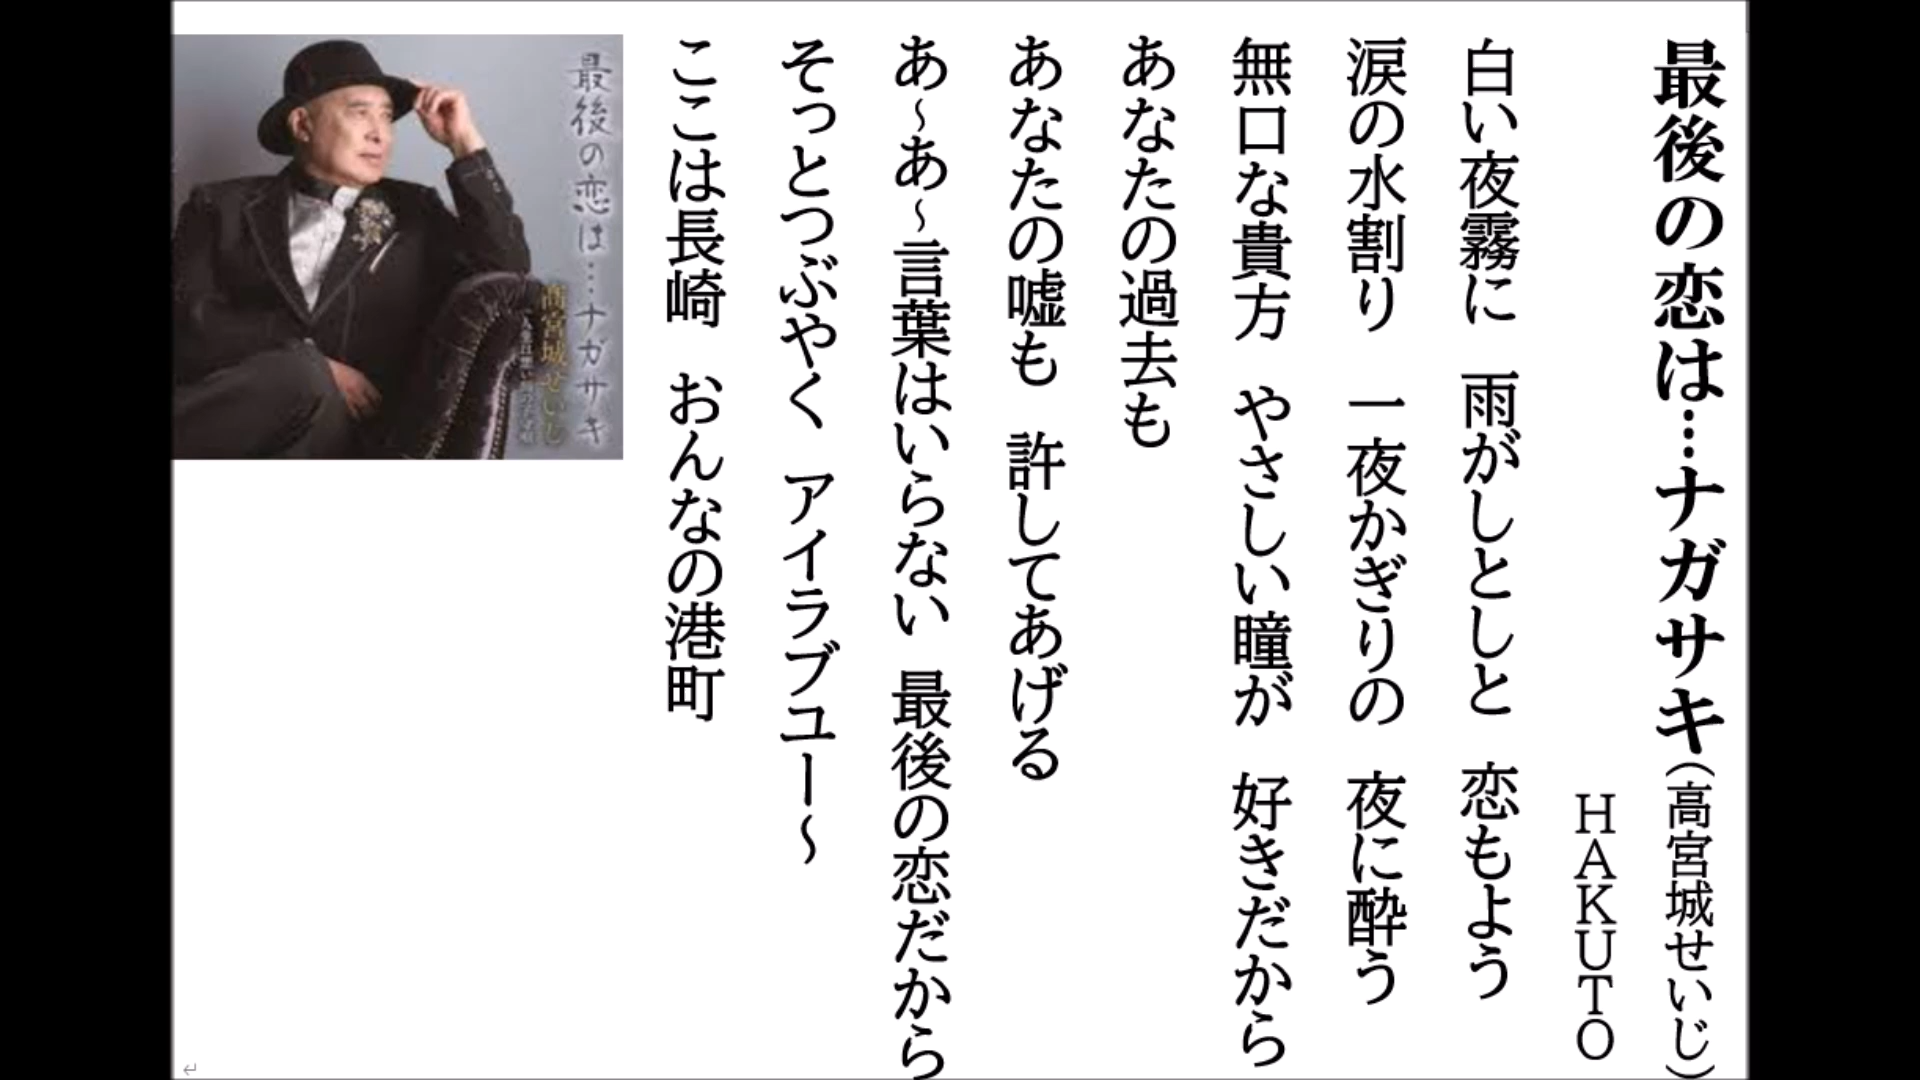 最後の恋は…ナガサキ(高宮城せいじ)
HAKUTO
白い夜霧に　雨がしとしと　恋もよう
涙の水割り　一夜かぎりの　夜に酔う
無口な貴方　やさしい瞳が　好きだから
あなたの過去も
あなたの嘘も　許してあげる
あ～あ～言葉はいらない　最後の恋だから
そっとつぶやく　アイラブユー～
ここは長崎　おんなの港町
最後の恋は…ナガサキ
高宮城せいじ